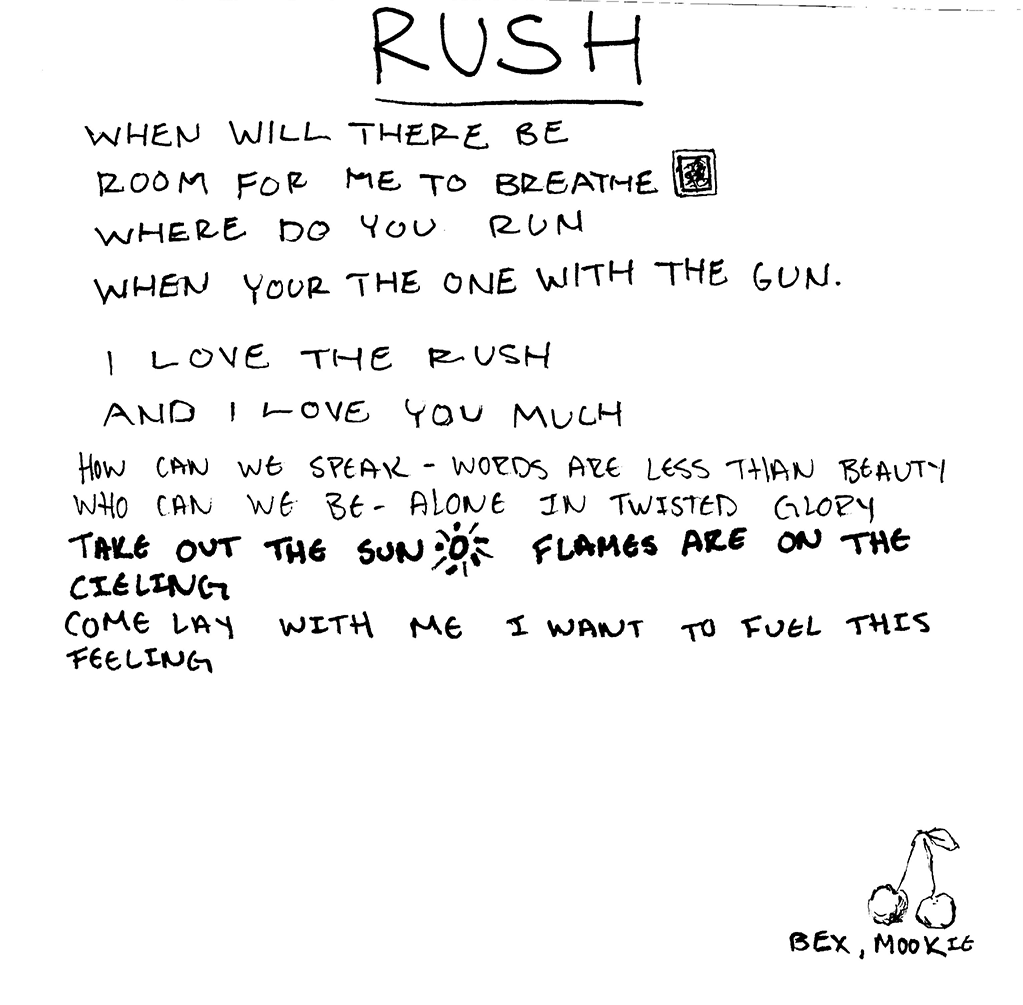 RUSH
WHEN WILL THERE BE
ROOM FOR ME TO BREATHE
WHERE DO YOU RUN
WHEN YOUR THE ONE WITH THE GUN.
I LOVE THE RUSH
AND I LOVE YOU MUCH
HOW CAN WE SPEAK - WORDS ARE LESS THAN BEAUTY
WHO CAN WE BE - ALONE IN TWISTED GLORY
TAKE OUT THE SUN FLAMES ARE ON THE
CIELING
COME LAY WITH ME I WANT TO FUEL THIS
FEELING
BEX, MOOKIE